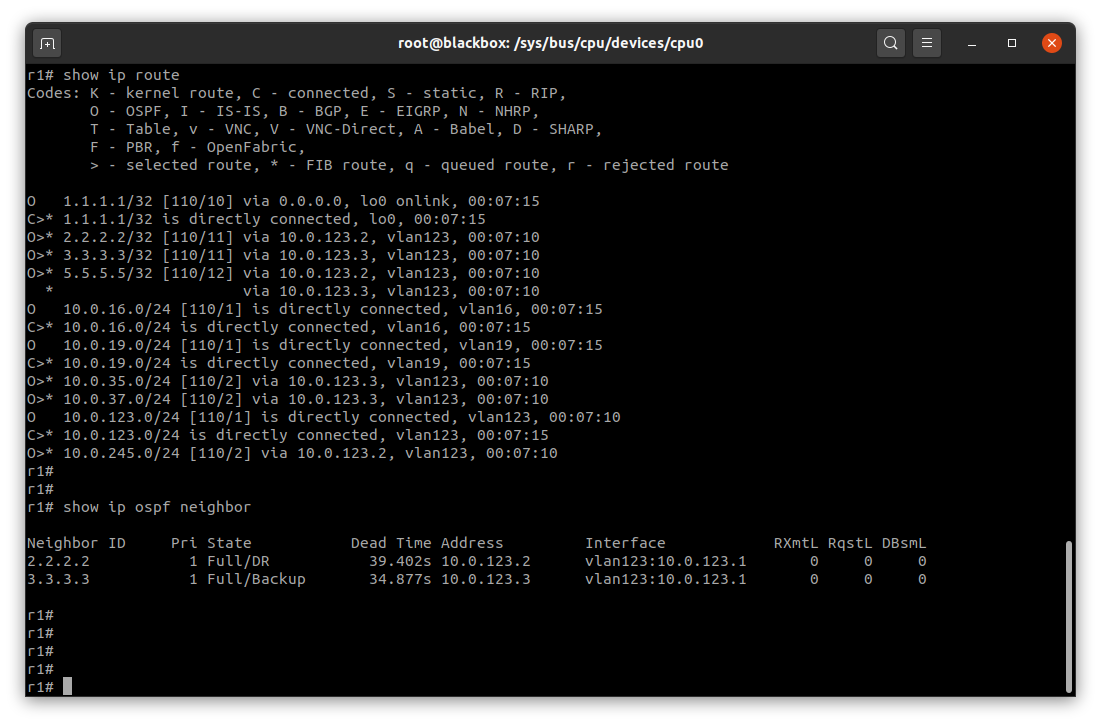 root@blackbox: /sys/bus/cpu/devices/cpu0
r1# show ip route
Codes: K - kernel route, C - connected, S - static, R - RIP,
       O - OSPF, I - IS-IS, B - BGP, E - EIGRP, N - NHRP,
       T - Table, v - VNC, V - VNC-Direct, A - Babel, D - SHARP,
       F - PBR, f - OpenFabric,
       > - selected route, * - FIB route, q - queued route, r - rejected route

O   1.1.1.1/32 [110/10] via 0.0.0.0, lo0 onlink, 00:07:15
C>* 1.1.1.1/32 is directly connected, lo0, 00:07:15
O>* 2.2.2.2/32 [110/11] via 10.0.123.2, vlan123, 00:07:10
O>* 3.3.3.3/32 [110/11] via 10.0.123.3, vlan123, 00:07:10
O>* 5.5.5.5/32 [110/12] via 10.0.123.2, vlan123, 00:07:10
  *                     via 10.0.123.3, vlan123, 00:07:10
O   10.0.16.0/24 [110/1] is directly connected, vlan16, 00:07:15
C>* 10.0.16.0/24 is directly connected, vlan16, 00:07:15
O   10.0.19.0/24 [110/1] is directly connected, vlan19, 00:07:15
C>* 10.0.19.0/24 is directly connected, vlan19, 00:07:15
O>* 10.0.35.0/24 [110/2] via 10.0.123.3, vlan123, 00:07:10
O>* 10.0.37.0/24 [110/2] via 10.0.123.3, vlan123, 00:07:10
O   10.0.123.0/24 [110/1] is directly connected, vlan123, 00:07:10
C>* 10.0.123.0/24 is directly connected, vlan123, 00:07:15
O>* 10.0.245.0/24 [110/2] via 10.0.123.2, vlan123, 00:07:10
r1#
r1#
r1# show ip ospf neighbor

Neighbor ID     Pri State           Dead Time Address         Interface            RXmtL RqstL DBsmL
2.2.2.2           1 Full/DR           39.402s 10.0.123.2      vlan123:10.0.123.1       0     0     0
3.3.3.3           1 Full/Backup       34.877s 10.0.123.3      vlan123:10.0.123.1       0     0     0

r1#
r1#
r1#
r1#
r1#